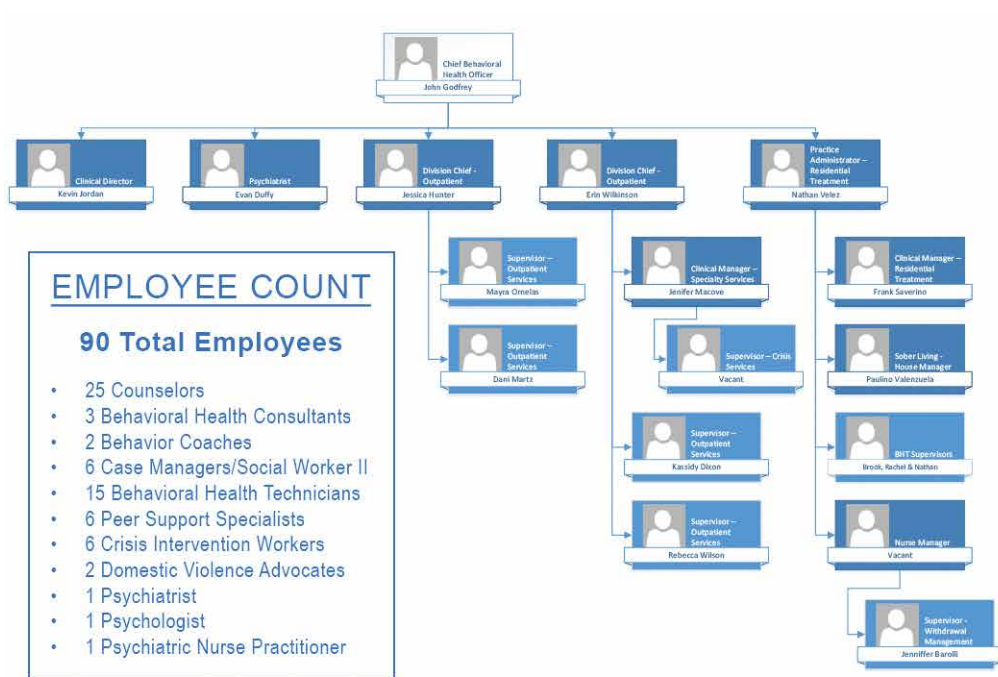 Chief Behavioral
Health Officer
John Godfrey
Clinical Director
Kevin Jordan
Psychiatrist
Evan Duffy
Division Chief -
Outpatient
Jessica Hunter
Division Chief -
Outpatient
Erin Wilkinson
Practice
Administrator –
Residential
Treatment
Nathan Velez
Supervisor –
Outpatient
Services
Mayra Ornelas
Supervisor –
Outpatient
Services
Dani Martz
Clinical Manager –
Specialty Services
Jenifer Macove
Supervisor – Crisis
Services
Vacant
Supervisor –
Outpatient
Services
Kassidy Dixon
Supervisor –
Outpatient
Services
Rebecca Wilson
Clinical Manager –
Residential
Treatment
Frank Saverino
Sober Living -
House Manager
Paulino Valenzuela
BHT Supervisors
Brook, Rachel & Nathan
Nurse Manager
Vacant
Supervisor -
Withdrawal
Management
Jenniffer Barolli
EMPLOYEE COUNT
90 Total Employees
• 25 Counselors
• 3 Behavioral Health Consultants
• 2 Behavior Coaches
• 6 Case Managers/Social Worker II
• 15 Behavioral Health Technicians
• 6 Peer Support Specialists
• 6 Crisis Intervention Workers
• 2 Domestic Violence Advocates
• 1 Psychiatrist
• 1 Psychologist
• 1 Psychiatric Nurse Practitioner